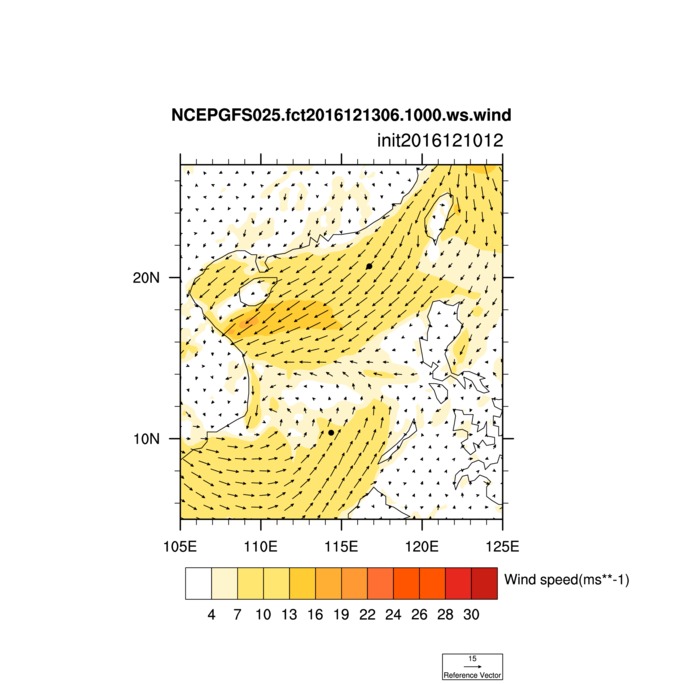 NCEPGFS025.fct2016121306.1000.ws.wind
init2016121012
20N
10N
105E 110E 115E 120E 125E
Wind speed(ms**-1)
4 7 10 13 16 19 22 24 26 28 30
15
Reference Vector